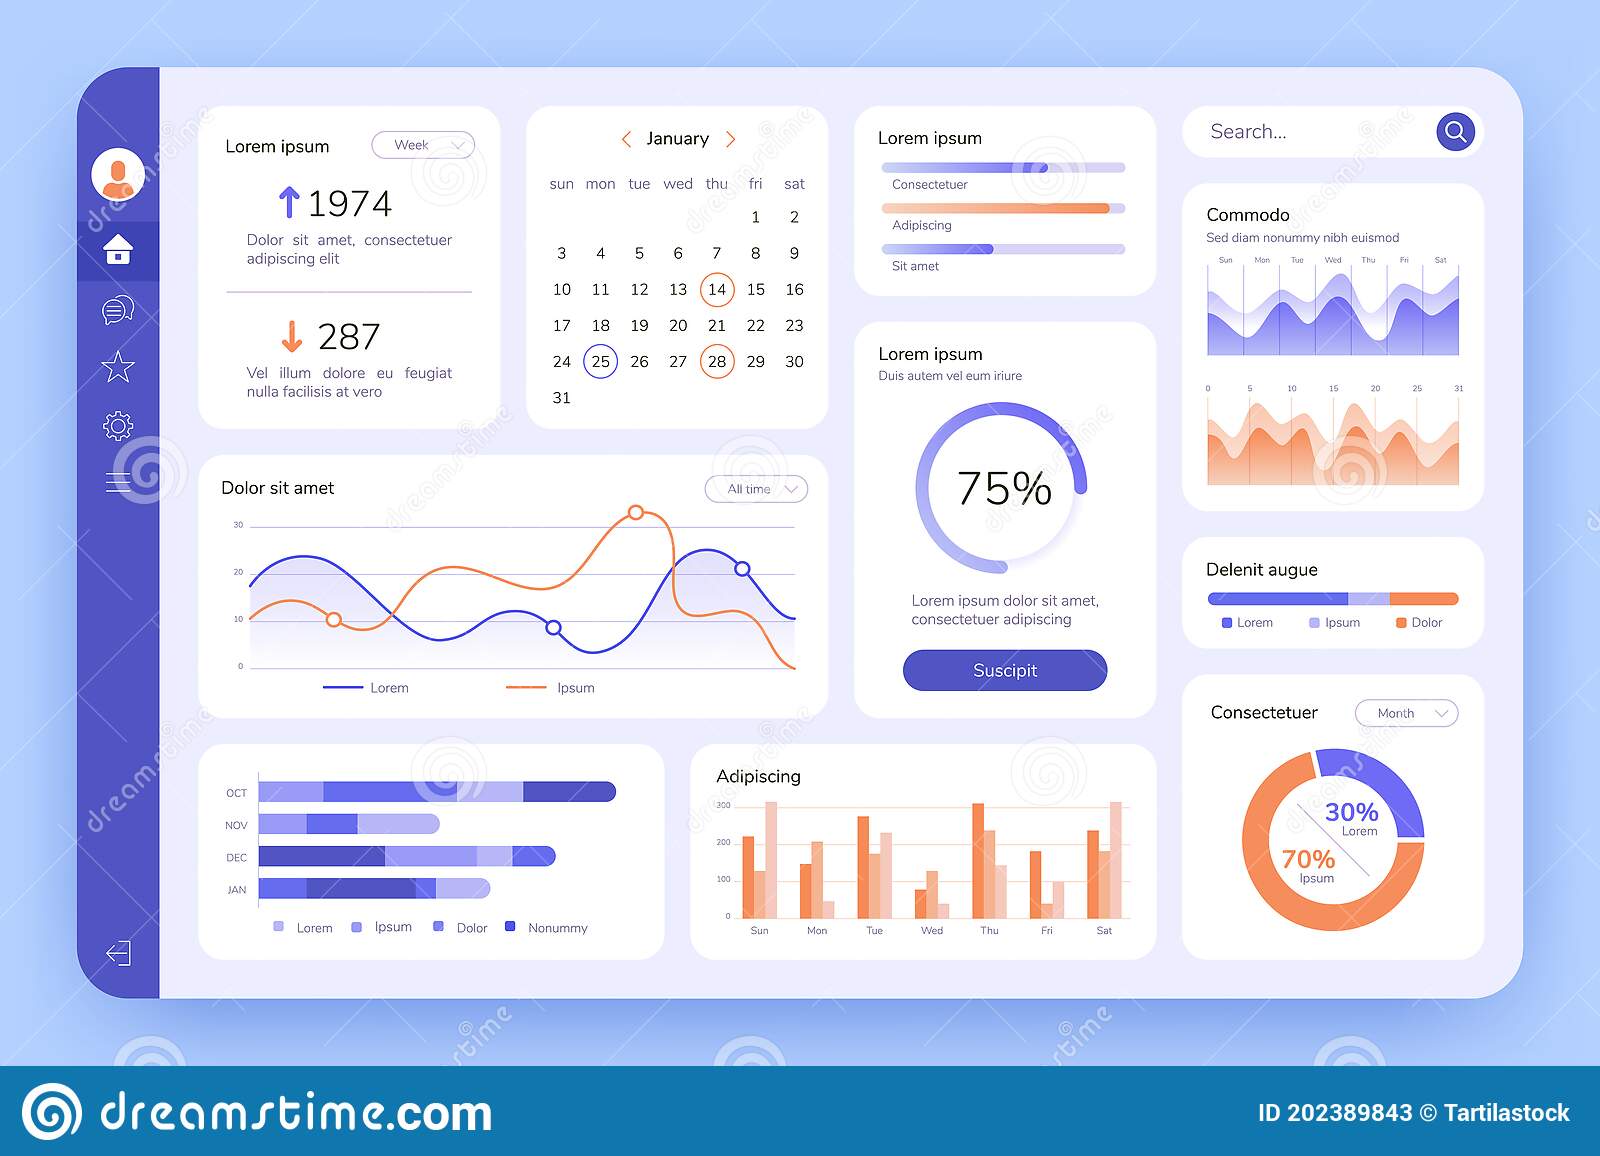 Lorem ipsum
Week
1974
Dolor sit amet, consectetuer
adipiscing elit
287
Vel illum dolore eu feugiat
nulla facilisis at vero
January
sun mon tue wed thu fri sat
1 2
3 4 5 6 7 8 9
10 11 12 13 14 15 16
17 18 19 20 21 22 23
24 25 26 27 28 29 30
31
Lorem ipsum
Consectetuer
Adipiscing
Sit amet
Search...
Commodo
Sed diam nonummy nibh euismod
Sun Mon Tue Wed Thu Fri Sat
0 5 10 15 20 25 31
Dolor sit amet
All time
30
20
10
0
Lorem Ipsum
Lorem ipsum
Duis autem vel eum iriure
75%
Lorem ipsum dolor sit amet,
consectetuer adipiscing
Suscipit
Delenit augue
Lorem Ipsum Dolor
Consectetuer
Month
30%
Lorem
70%
Ipsum
OCT
NOV
DEC
JAN
Lorem Ipsum Dolor Nonummy
Adipiscing
300
200
100
0
Sun Mon Tue Wed Thu Fri Sat
dreamstime.com
ID 202389843 © Tartilastock